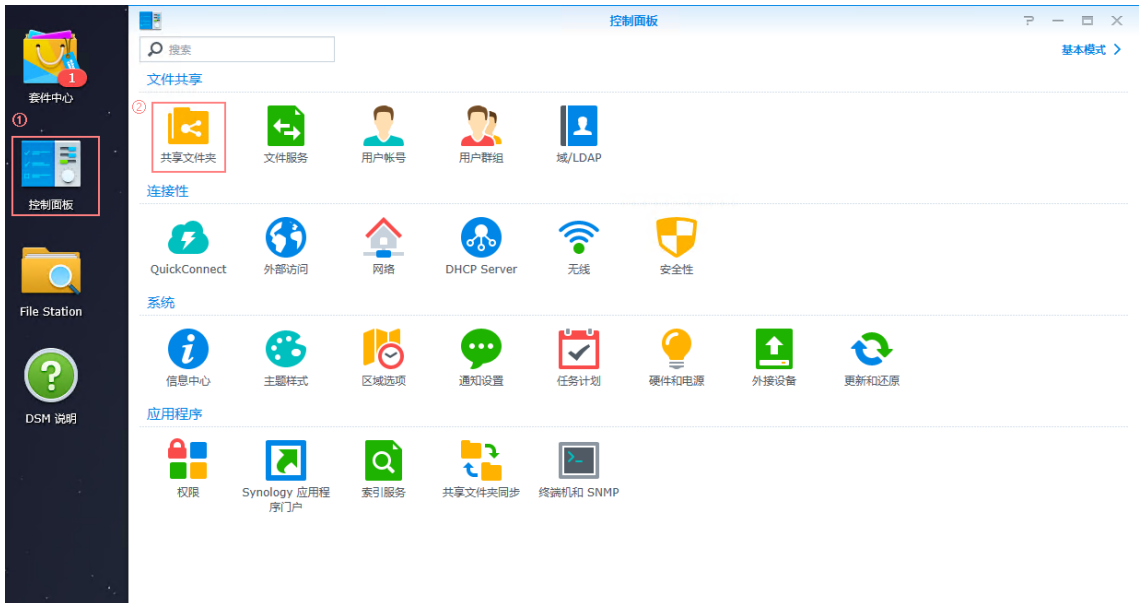 控制面板
搜索
基本模式
套件中心
1
①
控制面板
File Station
DSM 说明
文件共享
②
共享文件夹
文件服务
用户帐号
用户群组
域/LDAP
连接性
QuickConnect
外部访问
网络
DHCP Server
无线
安全性
系统
信息中心
主题样式
区域选项
通知设置
任务计划
硬件和电源
外接设备
更新和还原
应用程序
权限
Synology 应用程
序门户
索引服务
共享文件夹同步
终端机和 SNMP